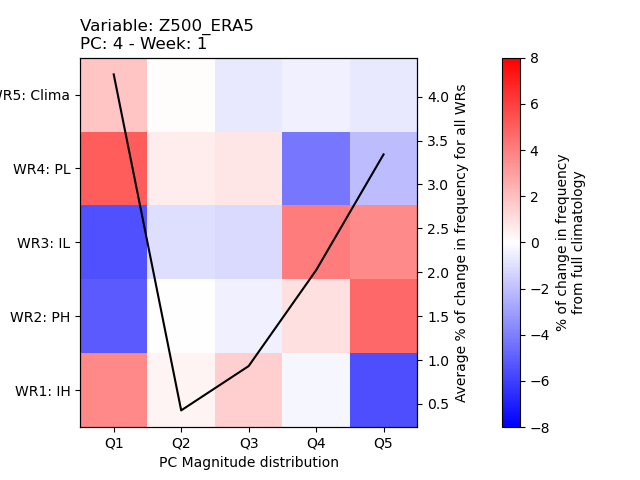 Variable: Z500_ERA5
PC: 4 - Week: 1
WR5: Clima
WR4: PL
WR3: IL
WR2: PH
WR1: IH
Q1 Q2 Q3 Q4 Q5
PC Magnitude distribution
4.0
3.5
3.0
2.5
2.0
1.5
1.0
0.5
Average % of change in frequency for all WRs
8
6
4
2
0
−2
−4
−6
−8
% of change in frequency
from full climatology